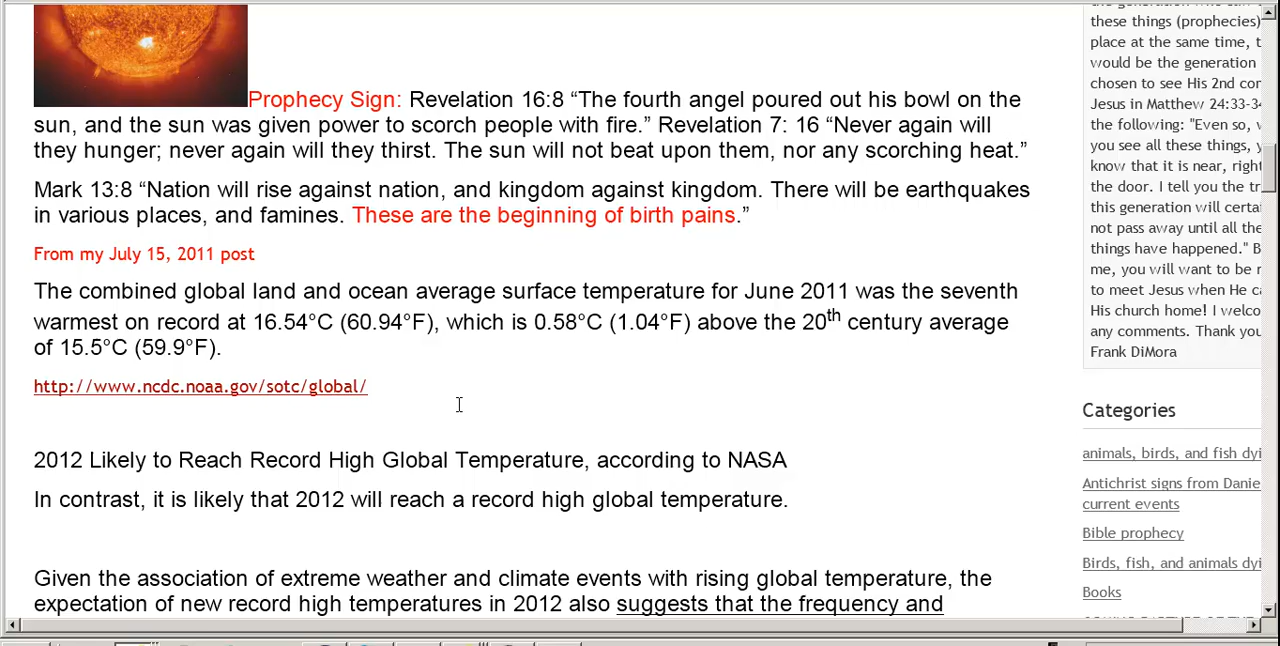 Prophecy Sign: Revelation 16:8 “The fourth angel poured out his bowl on the
sun, and the sun was given power to scorch people with fire.” Revelation 7: 16 “Never again will
they hunger; never again will they thirst. The sun will not beat upon them, nor any scorching heat.”
Mark 13:8 “Nation will rise against nation, and kingdom against kingdom. There will be earthquakes
in various places, and famines. These are the beginning of birth pains.”
From my July 15, 2011 post
The combined global land and ocean average surface temperature for June 2011 was the seventh
warmest on record at 16.54°C (60.94°F), which is 0.58°C (1.04°F) above the 20th century average
of 15.5°C (59.9°F).
http://www.ncdc.noaa.gov/sotc/global/
2012 Likely to Reach Record High Global Temperature, according to NASA
In contrast, it is likely that 2012 will reach a record high global temperature.
Given the association of extreme weather and climate events with rising global temperature, the
expectation of new record high temperatures in 2012 also suggests that the frequency and
these things (prophecies)
place at the same time, t
would be the generation
chosen to see His 2nd cor
Jesus in Matthew 24:33-34
the following: "Even so, w
you see all these things, y
know that it is near, right
the door. I tell you the tr
this generation will certai
not pass away until all the
things have happened." B
me, you will want to be r
to meet Jesus when He ca
His church home! I welco
any comments. Thank you
Frank DiMora
Categories
animals, birds, and fish dyi
Antichrist signs from Danie
current events
Bible prophecy
Birds, fish, and animals dyi
Books